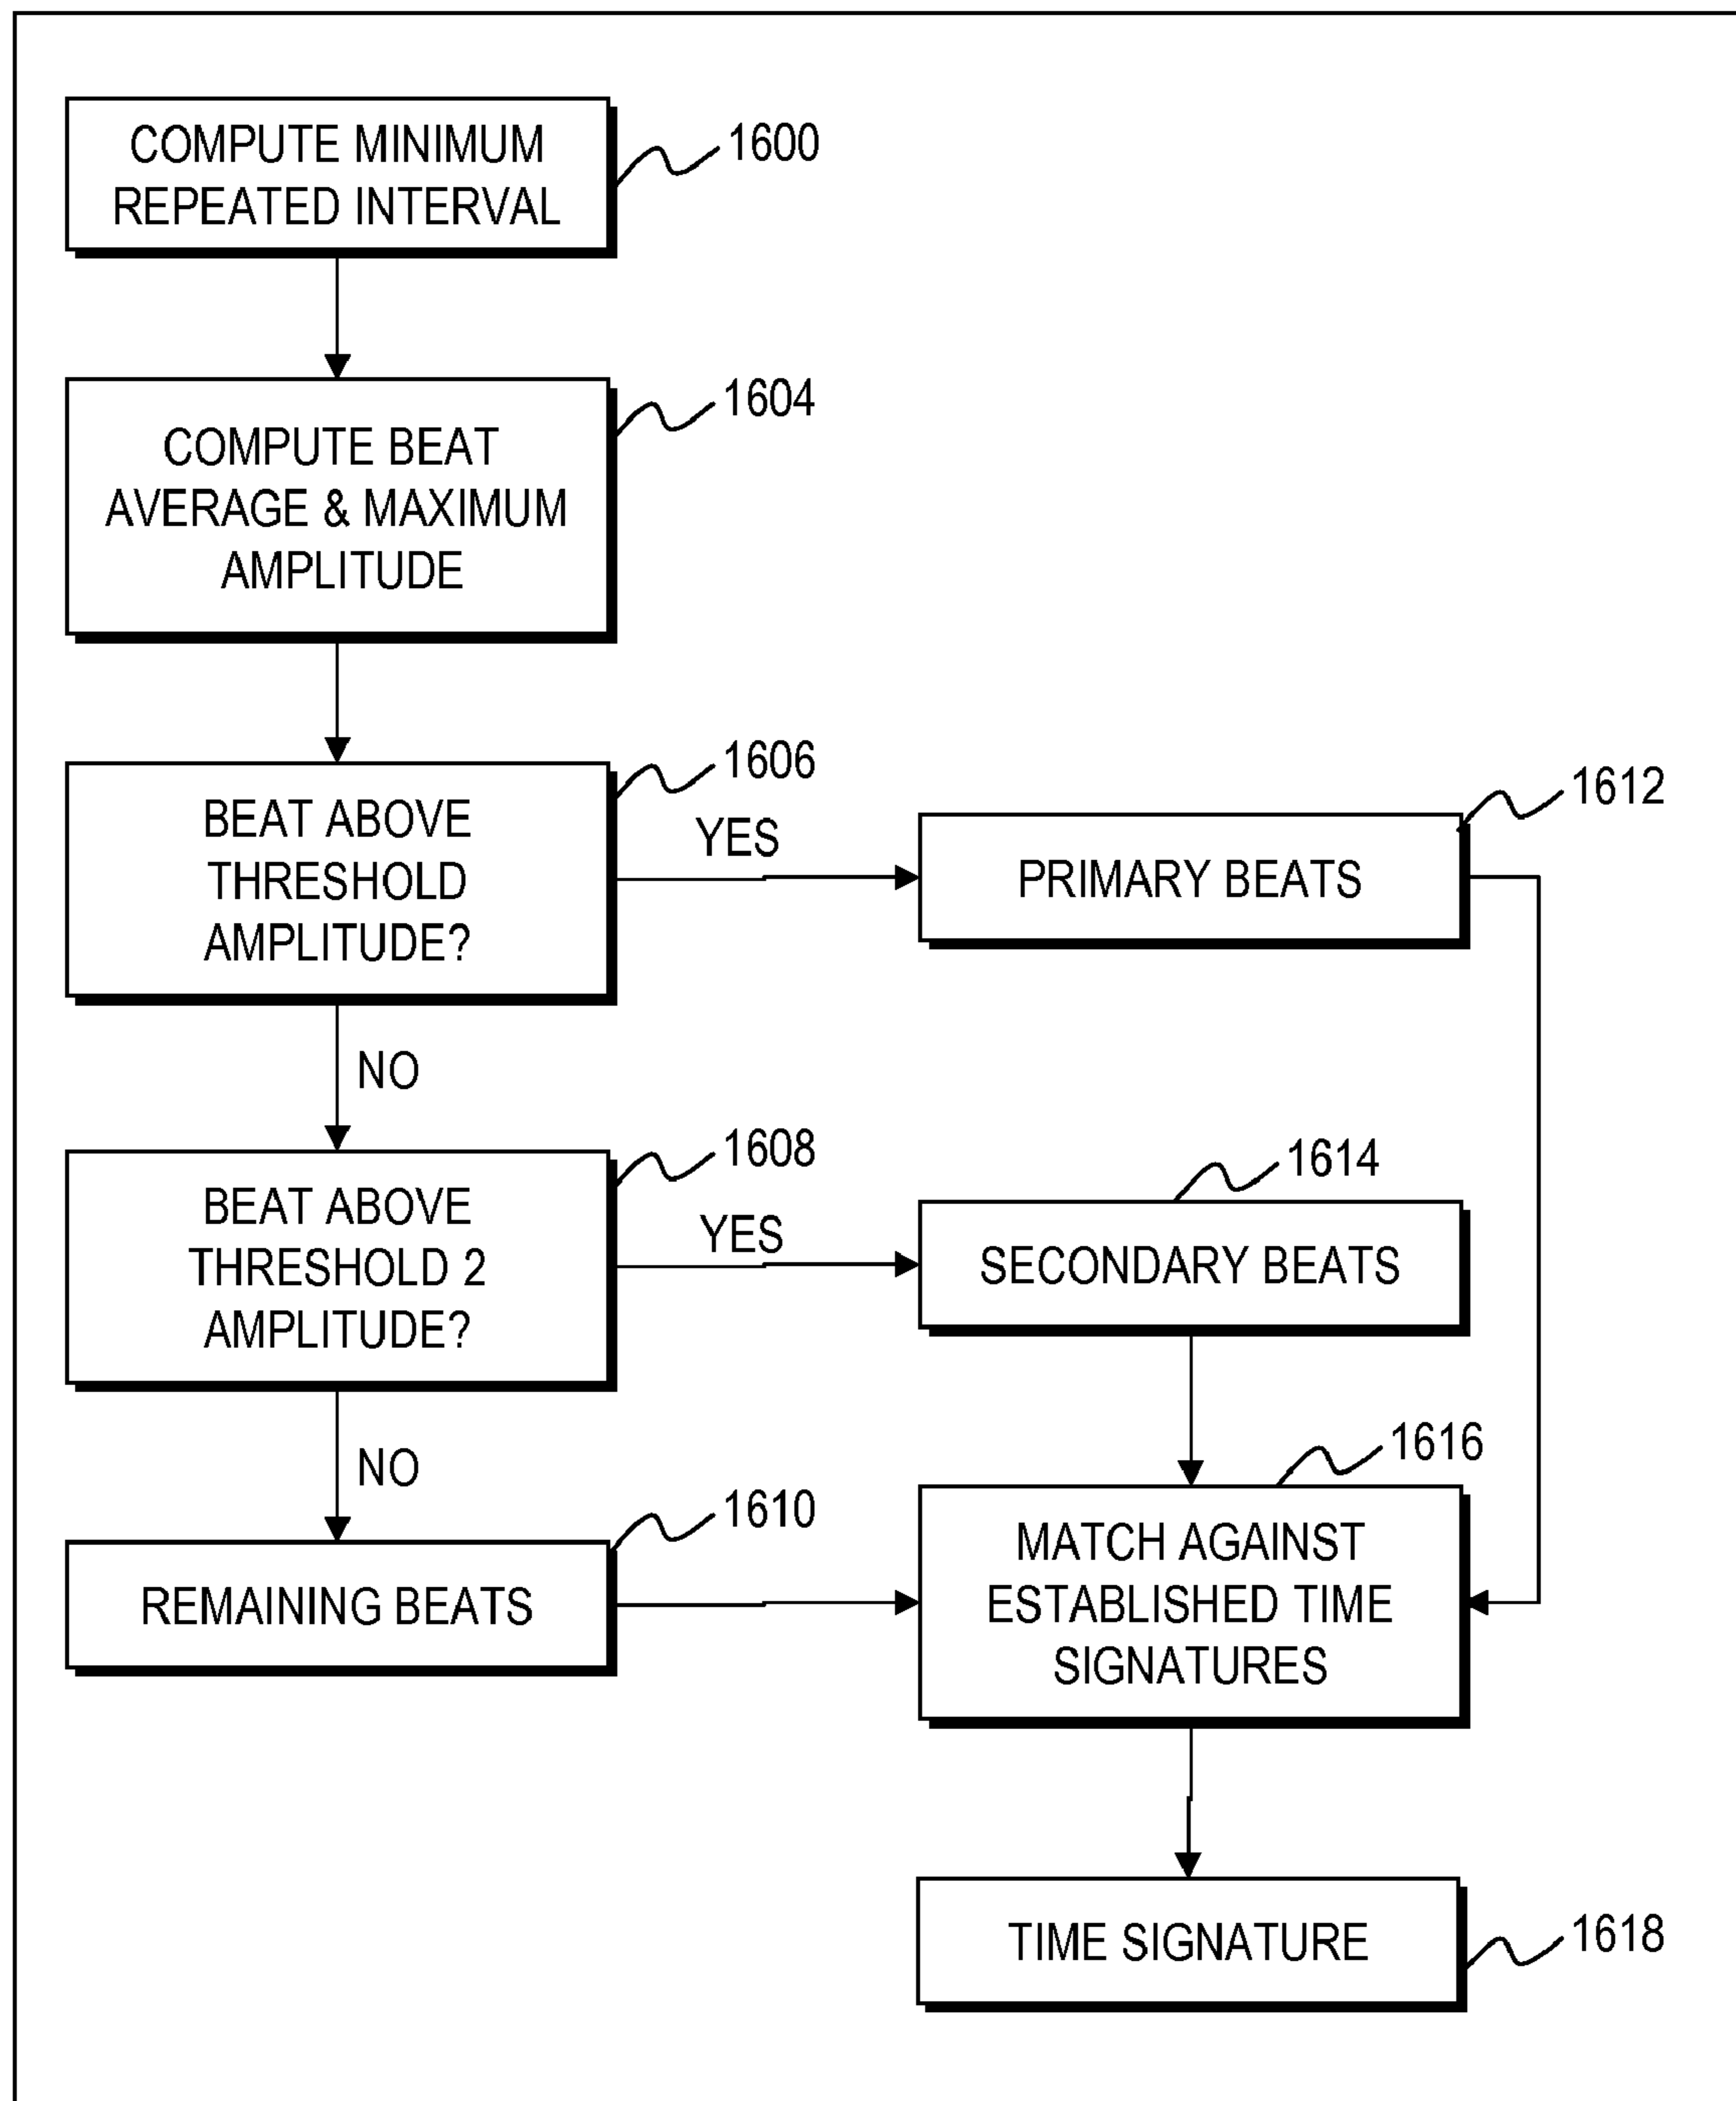 COMPUTE MINIMUM
REPEATED INTERVAL
1600
COMPUTE BEAT
AVERAGE & MAXIMUM
AMPLITUDE
1604
BEAT ABOVE
THRESHOLD
AMPLITUDE?
1606
YES
PRIMARY BEATS
1612
NO
BEAT ABOVE
THRESHOLD 2
AMPLITUDE?
1608
YES
SECONDARY BEATS
1614
NO
REMAINING BEATS
1610
MATCH AGAINST
ESTABLISHED TIME
SIGNATURES
1616
TIME SIGNATURE
1618